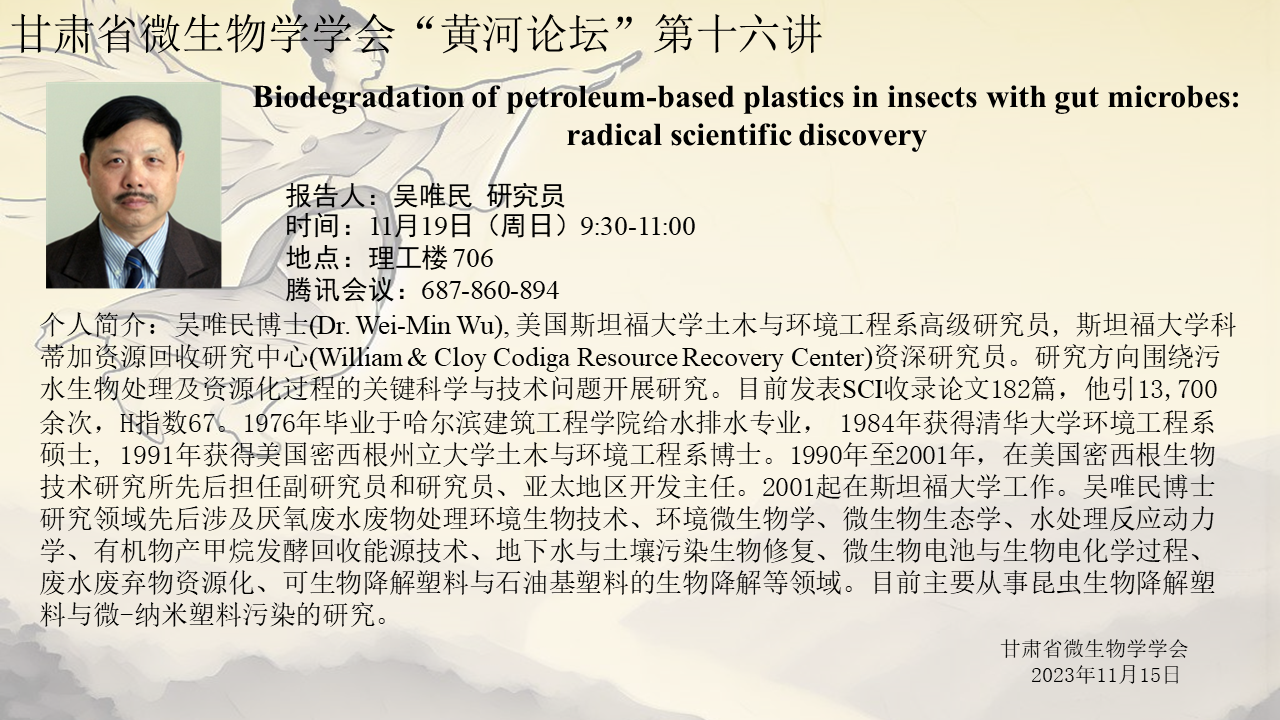 甘肃省微生物学学会“黄河论坛”第十六讲
Biodegradation of petroleum-based plastics in insects with gut microbes:
radical scientific discovery
报告人：吴唯民 研究员
时间：11月19日（周日）9:30-11:00
地点：理工楼 706
腾讯会议：687-860-894
个人简介：吴唯民博士(Dr. Wei-Min Wu), 美国斯坦福大学土木与环境工程系高级研究员, 斯坦福大学科
蒂加资源回收研究中心(William & Cloy Codiga Resource Recovery Center)资深研究员。研究方向围绕污
水生物处理及资源化过程的关键科学与技术问题开展研究。目前发表SCI收录论文182篇，他引13,700
余次，H指数67。1976年毕业于哈尔滨建筑工程学院给水排水专业， 1984年获得清华大学环境工程系
硕士, 1991年获得美国密西根州立大学土木与环境工程系博士。1990年至2001年，在美国密西根生物
技术研究所先后担任副研究员和研究员、亚太地区开发主任。2001起在斯坦福大学工作。吴唯民博士
研究领域先后涉及厌氧废水废物处理环境生物技术、环境微生物学、微生物生态学、水处理反应动力
学、有机物产甲烷发酵回收能源技术、地下水与土壤污染生物修复、微生物电池与生物电化学过程、
废水废弃物资源化、可生物降解塑料与石油基塑料的生物降解等领域。目前主要从事昆虫生物降解塑
料与微-纳米塑料污染的研究。
甘肃省微生物学学会
2023年11月15日